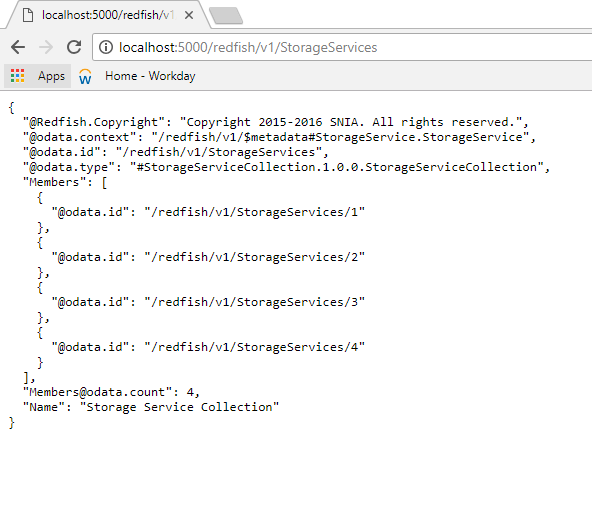 localhost:5000/redfish/v1
localhost:5000/redfish/v1/StorageServices
Apps Home - Workday
{
  "@Redfish.Copyright": "Copyright 2015-2016 SNIA. All rights reserved.",
  "@odata.context": "/redfish/v1/$metadata#StorageService.StorageService",
  "@odata.id": "/redfish/v1/StorageServices",
  "@odata.type": "#StorageServiceCollection.1.0.0.StorageServiceCollection",
  "Members": [
    {
      "@odata.id": "/redfish/v1/StorageServices/1"
    },
    {
      "@odata.id": "/redfish/v1/StorageServices/2"
    },
    {
      "@odata.id": "/redfish/v1/StorageServices/3"
    },
    {
      "@odata.id": "/redfish/v1/StorageServices/4"
    }
  ],
  "Members@odata.count": 4,
  "Name": "Storage Service Collection"
}